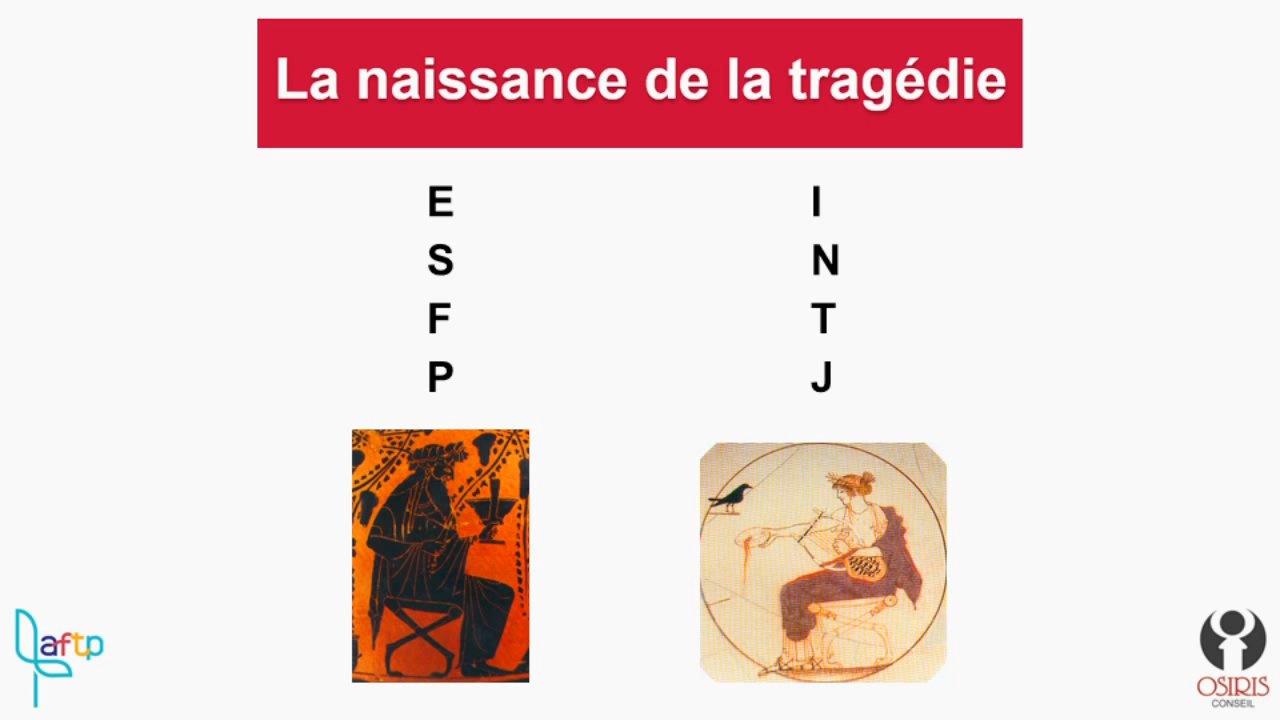 La naissance de la tragédie
E
S
F
P
I
N
T
J
aftp
OSIRIS
CONSEIL